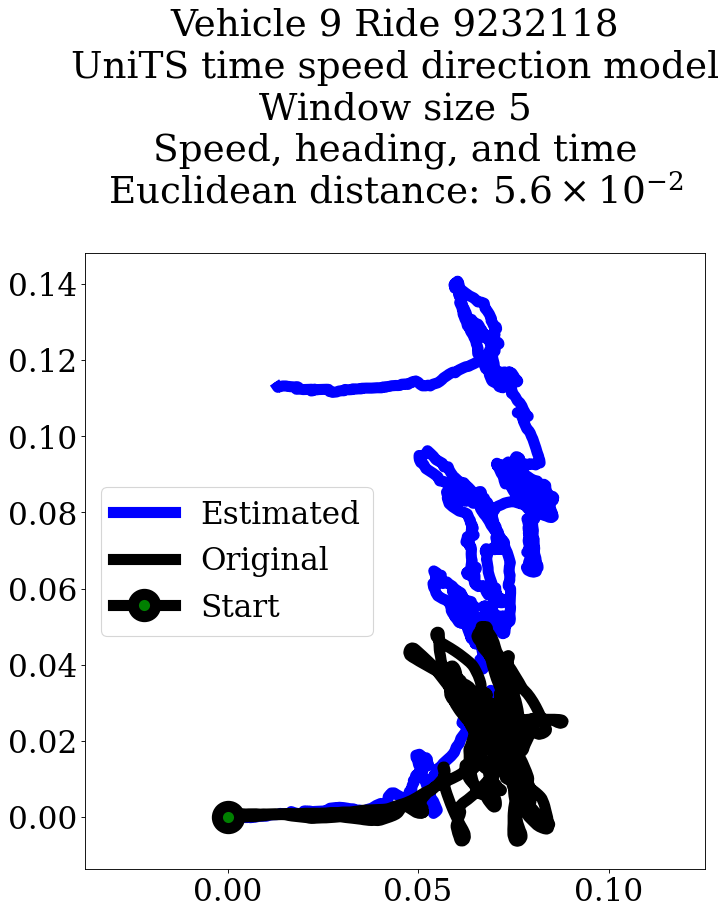 Vehicle 9 Ride 9232118
UniTS time speed direction model
Window size 5
Speed, heading, and time
Euclidean distance: 5.6 × 10⁻²
0.14
0.12
0.10
0.08
0.06
0.04
0.02
0.00
Estimated
Original
Start
0.00 0.05 0.10